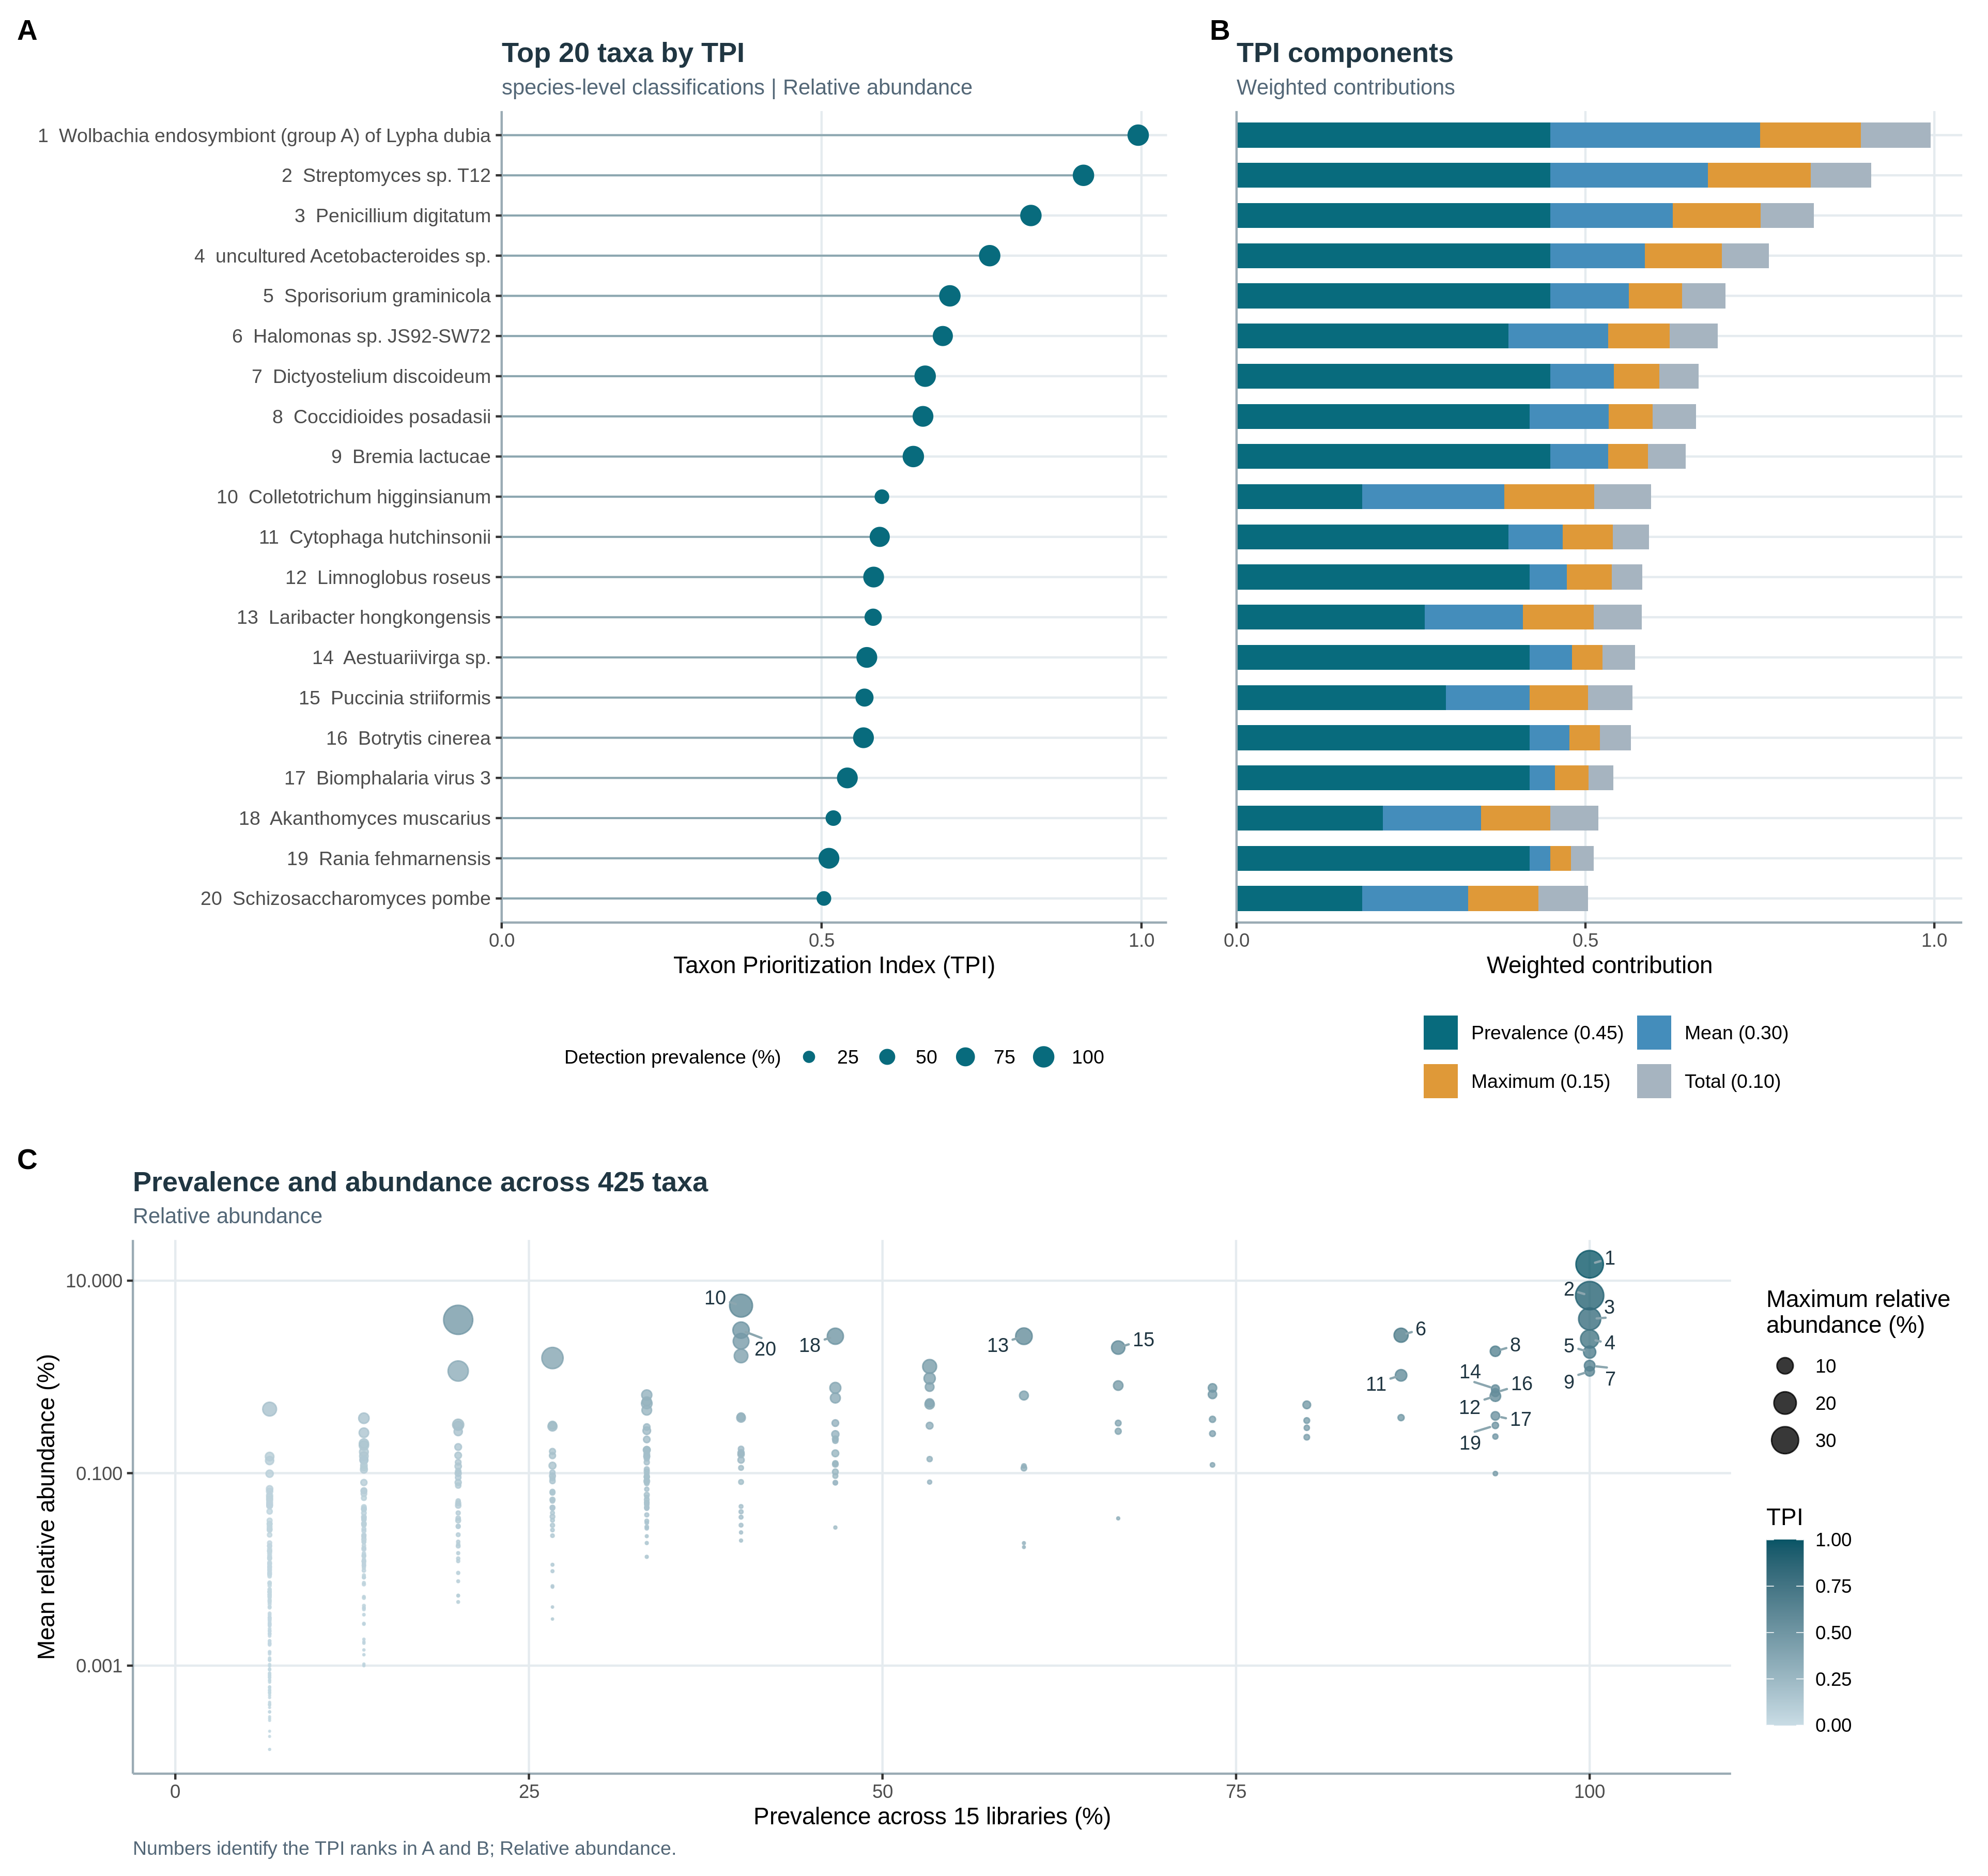 A
Top 20 taxa by TPI
species-level classifications | Relative abundance
1 Wolbachia endosymbiont (group A) of Lypha dubia
2 Streptomyces sp. T12
3 Penicillium digitatum
4 uncultured Acetobacteroides sp.
5 Sporisorium graminicola
6 Halomonas sp. JS92-SW72
7 Dictyostelium discoideum
8 Coccidioides posadasii
9 Bremia lactucae
10 Colletotrichum higginsianum
11 Cytophaga hutchinsonii
12 Limnoglobus roseus
13 Laribacter hongkongensis
14 Aestuariivirga sp.
15 Puccinia striiformis
16 Botrytis cinerea
17 Biomphalaria virus 3
18 Akanthomyces muscarius
19 Rania fehmarnensis
20 Schizosaccharomyces pombe
0.0 0.5 1.0
Taxon Prioritization Index (TPI)
Detection prevalence (%) 25 50 75 100
B
TPI components
Weighted contributions
0.0 0.5 1.0
Weighted contribution
Prevalence (0.45) Mean (0.30)
Maximum (0.15) Total (0.10)
C
Prevalence and abundance across 425 taxa
Relative abundance
Mean relative abundance (%)
10.000
0.100
0.001
1
2
3
10
6
15
8
5
4
20
18
13
14
16
11
9
7
12
17
19
0 25 50 75 100
Prevalence across 15 libraries (%)
Numbers identify the TPI ranks in A and B; Relative abundance.
Maximum relative
abundance (%)
10
20
30
TPI
1.00
0.75
0.50
0.25
0.00